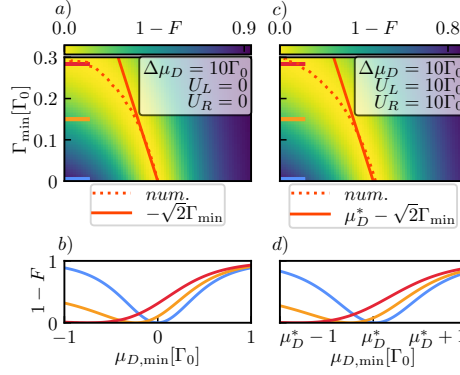 a)
0.0 1 − F 0.9
Γmin[Γ0]
0.3
0.2
0.1
0
ΔμD = 10Γ0
UL = 0
UR = 0
num.
−√2Γmin
c)
0.0 1 − F 0.8
ΔμD = 10Γ0
UL = 10Γ0
UR = 10Γ0
num.
μ*D − √2Γmin
b)
1 − F
1
0
−1 0 1
μD,min[Γ0]
d)
μ*D − 1 μ*D μ*D + 1
μD,min[Γ0]